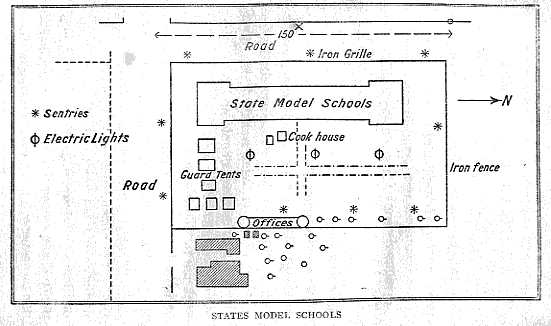 150
Road
Iron Grille
State Model Schools
N
Sentries
Electric Lights
Cook house
Guard Tents
Road
Iron fence
Offices
STATES MODEL SCHOOLS